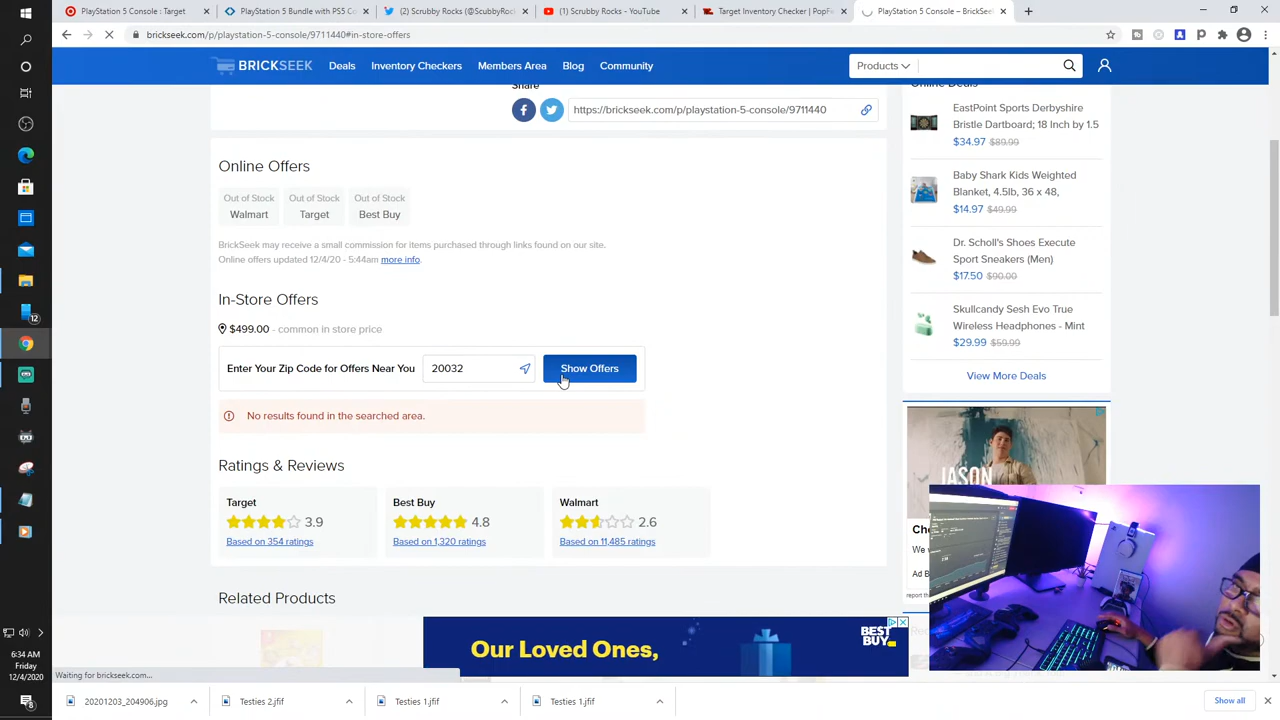 PlayStation 5 Console : Target
PlayStation 5 Bundle with PS5 Co
(2) Scrubby Rocks (@ScubbyRoc
(1) Scrubby Rocks - YouTube
Target Inventory Checker | PopFi
PlayStation 5 Console – BrickSee
brickseek.com/p/playstation-5-console/9711440#in-store-offers
BRICKSEEK
Deals
Inventory Checkers
Members Area
Blog
Community
Products
Share
https://brickseek.com/p/playstation-5-console/9711440
Online Offers
Out of Stock Out of Stock Out of Stock
Walmart Target Best Buy
BrickSeek may receive a small commission for items purchased through links found on our site.
Online offers updated 12/4/20 - 5:44am more info.
In-Store Offers
$499.00 - common in store price
Enter Your Zip Code for Offers Near You 20032 Show Offers
No results found in the searched area.
Ratings & Reviews
Target Best Buy Walmart
3.9 4.8 2.6
Based on 354 ratings Based on 1,320 ratings Based on 11,485 ratings
Related Products
Online Deals
EastPoint Sports Derbyshire
Bristle Dartboard; 18 Inch by 1.5
$34.97 $89.99
Baby Shark Kids Weighted
Blanket, 4.5lb, 36 x 48,
$14.97 $49.99
Dr. Scholl's Shoes Execute
Sport Sneakers (Men)
$17.50 $90.00
Skullcandy Sesh Evo True
Wireless Headphones - Mint
$29.99 $59.99
View More Deals
JASON
Ad B
report th
Our Loved Ones,
BEST
BUY
Waiting for brickseek.com...
12
6:34 AM
Friday
12/4/2020
8
20201203_204906.jpg
Testies 2.jfif
Testies 1.jfif
Testies 1.jfif
Show all